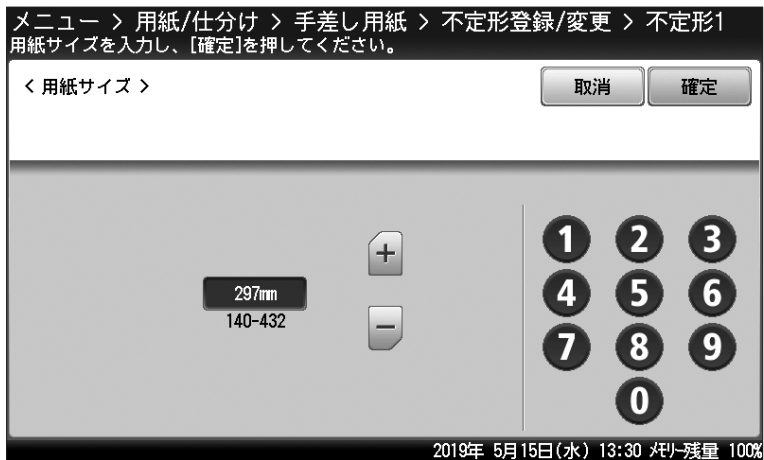 メニュー > 用紙/仕分け > 手差し用紙 > 不定形登録/変更 > 不定形1
用紙サイズを入力し、[確定]を押してください。
< 用紙サイズ >
取消
確定
+
297mm
140-432
-
1 2 3
4 5 6
7 8 9
0
2019年 5月15日(水) 13:30 ﾒﾓﾘｰ残量 100%